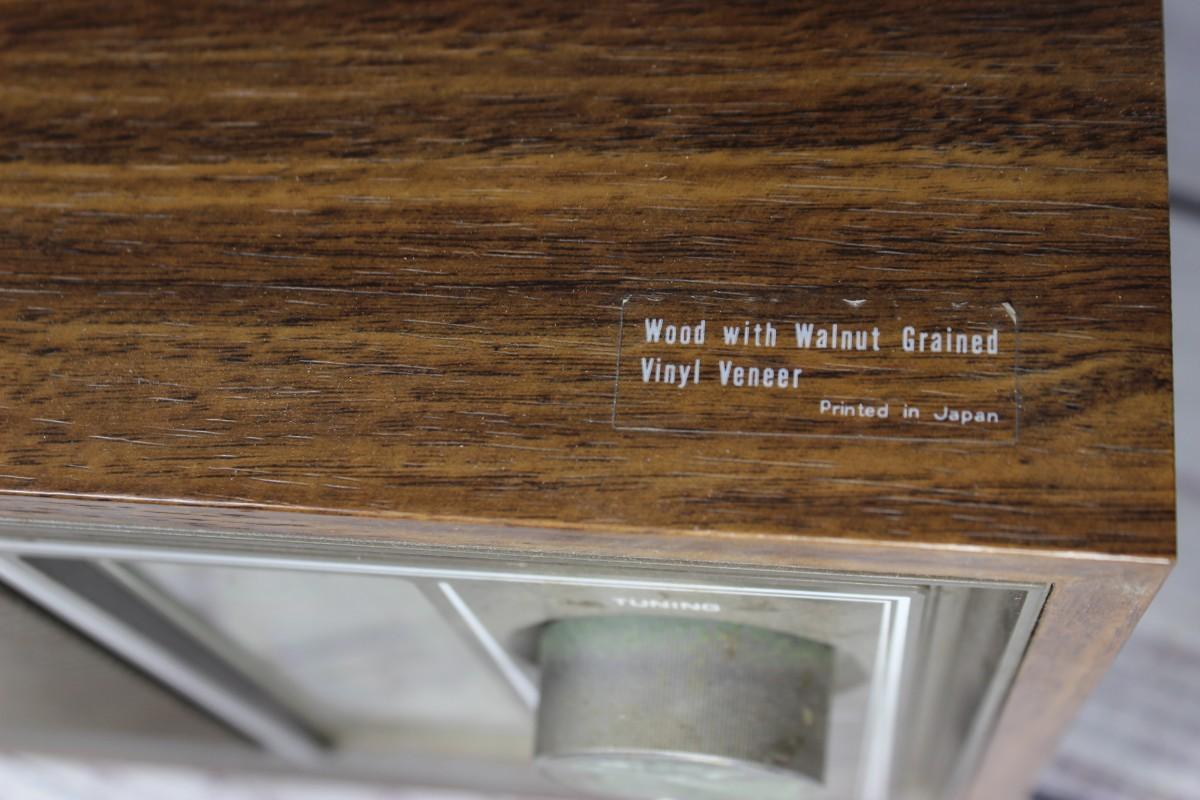 Wood with Walnut Grained
Vinyl Veneer
Printed in Japan
TUNING